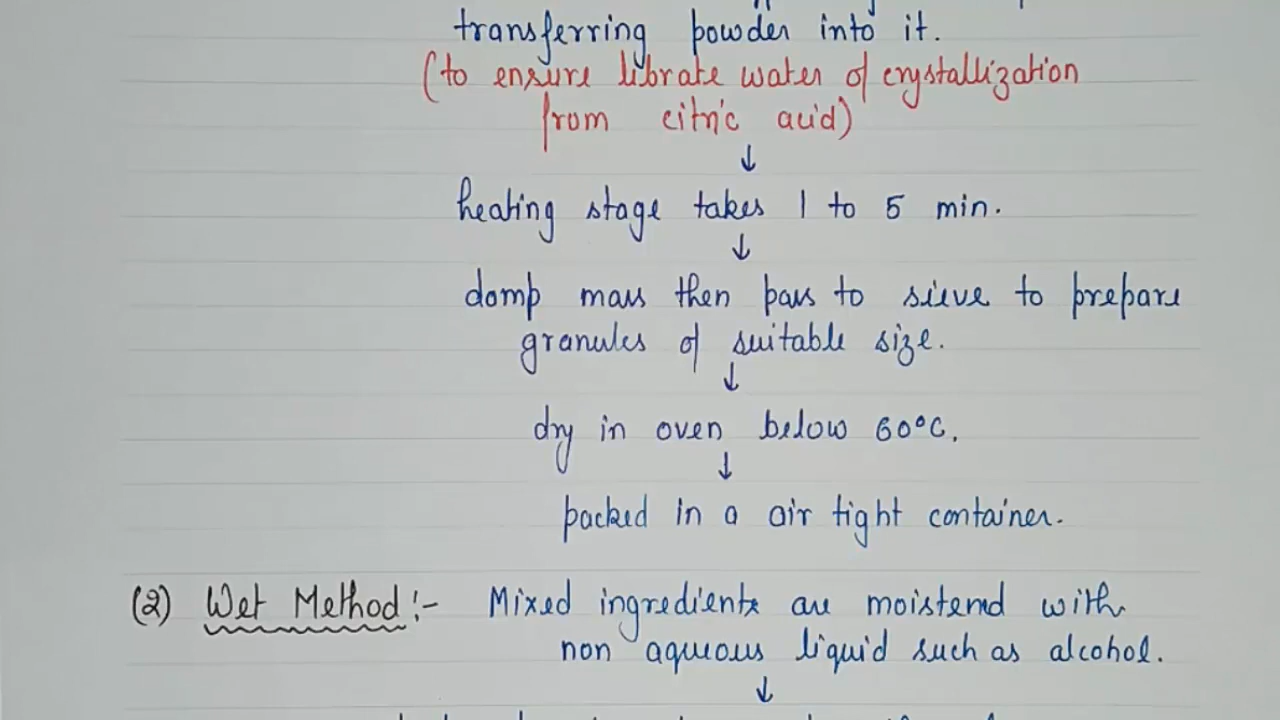 transferring powder into it.
(to ensure librate water of crystallization
from citric acid)
↓
heating stage takes 1 to 5 min.
↓
domp mass then pass to sieve to prepare
granules of suitable size.
↓
dry in oven below 60°C.
↓
packed in a air tight container.
(2) Wet Method :- Mixed ingredients are moistened with
non aqueous liquid such as alcohol.
↓